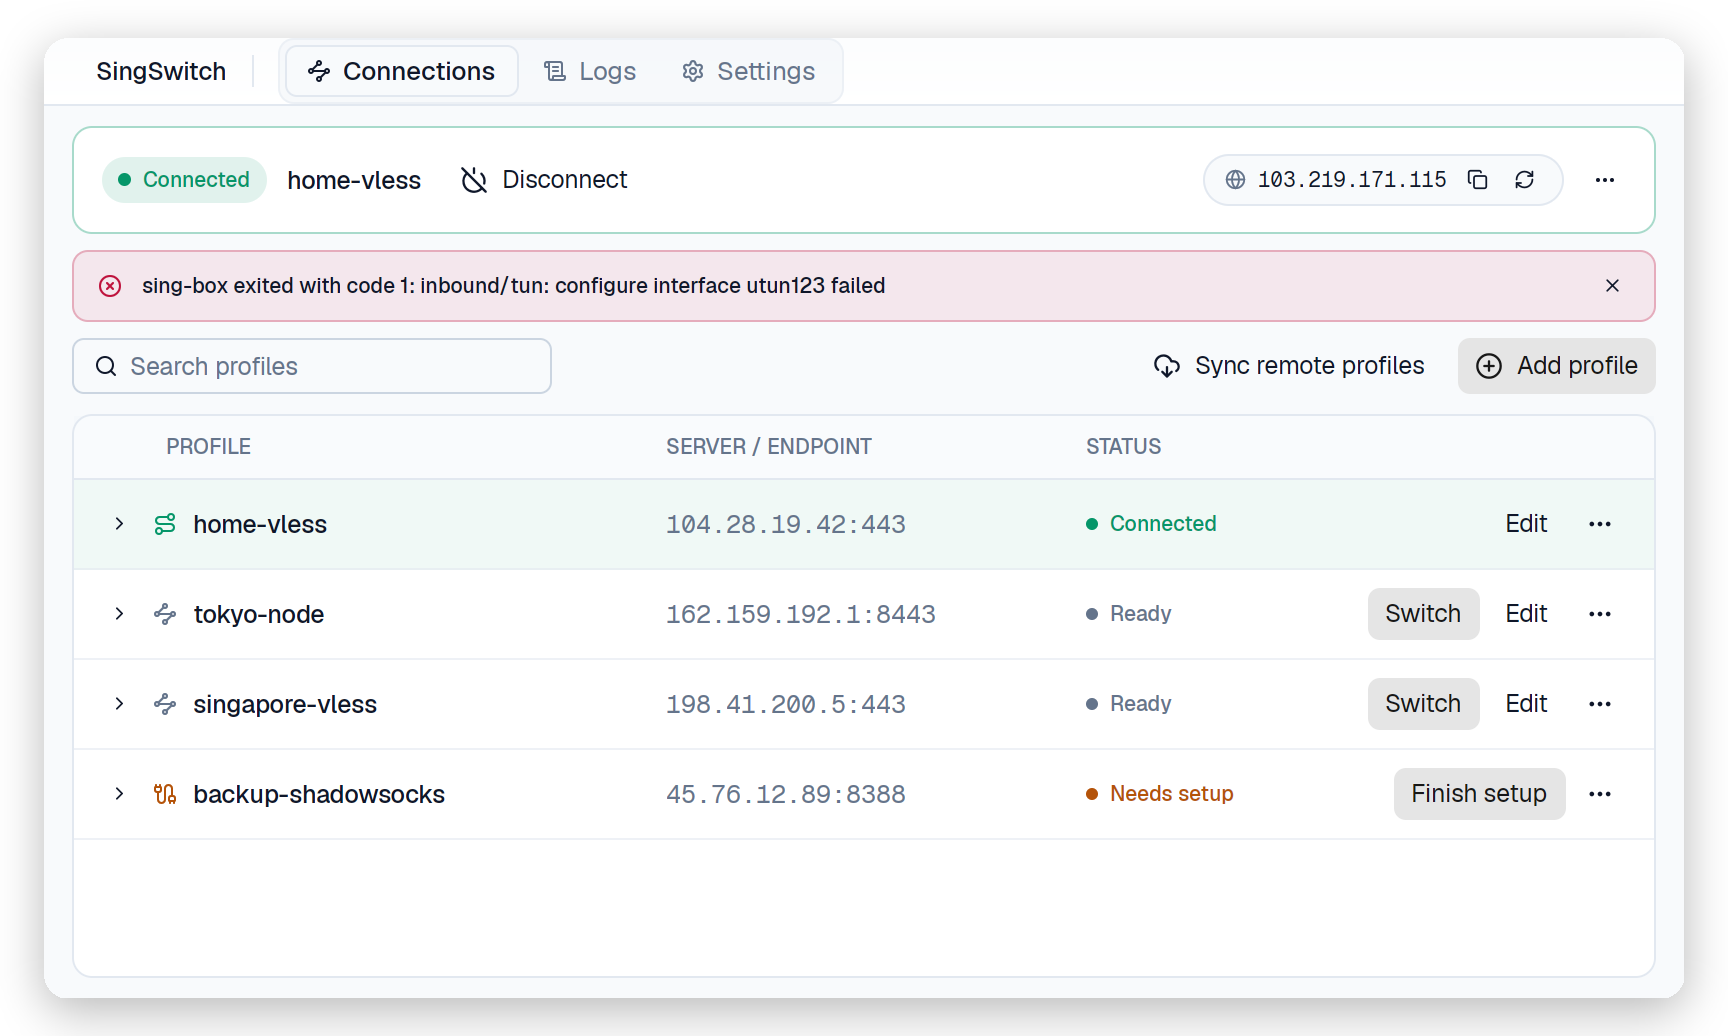 SingSwitch Connections Logs Settings
Connected home-vless Disconnect 103.219.171.115
sing-box exited with code 1: inbound/tun: configure interface utun123 failed
Search profiles Sync remote profiles Add profile
PROFILE SERVER / ENDPOINT STATUS
home-vless 104.28.19.42:443 Connected Edit
tokyo-node 162.159.192.1:8443 Ready Switch Edit
singapore-vless 198.41.200.5:443 Ready Switch Edit
backup-shadowsocks 45.76.12.89:8388 Needs setup Finish setup